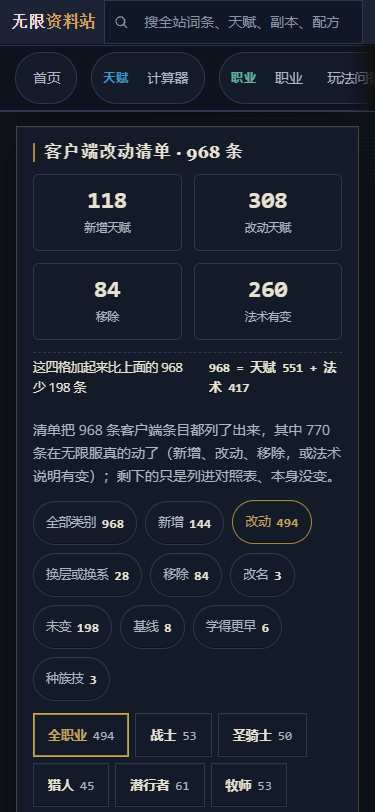 无限资料站
搜全站词条、天赋、副本、配方
首页
天赋 计算器
职业 职业 玩法问
客户端改动清单 · 968 条
118
新增天赋
308
改动天赋
84
移除
260
法术有变
这四格加起来比上面的 968
少 198 条
968 = 天赋 551 + 法
术 417
清单把 968 条客户端条目都列了出来，其中 770
条在无限服真的动了（新增、改动、移除，或法术
说明有变）；剩下的只是列进对照表、本身没变。
全部类别 968
新增 144
改动 494
换层或换系 28
移除 84
改名 3
未变 198
基线 8
学得更早 6
种族技 3
全职业 494
战士 53
圣骑士 50
猎人 45
潜行者 61
牧师 53